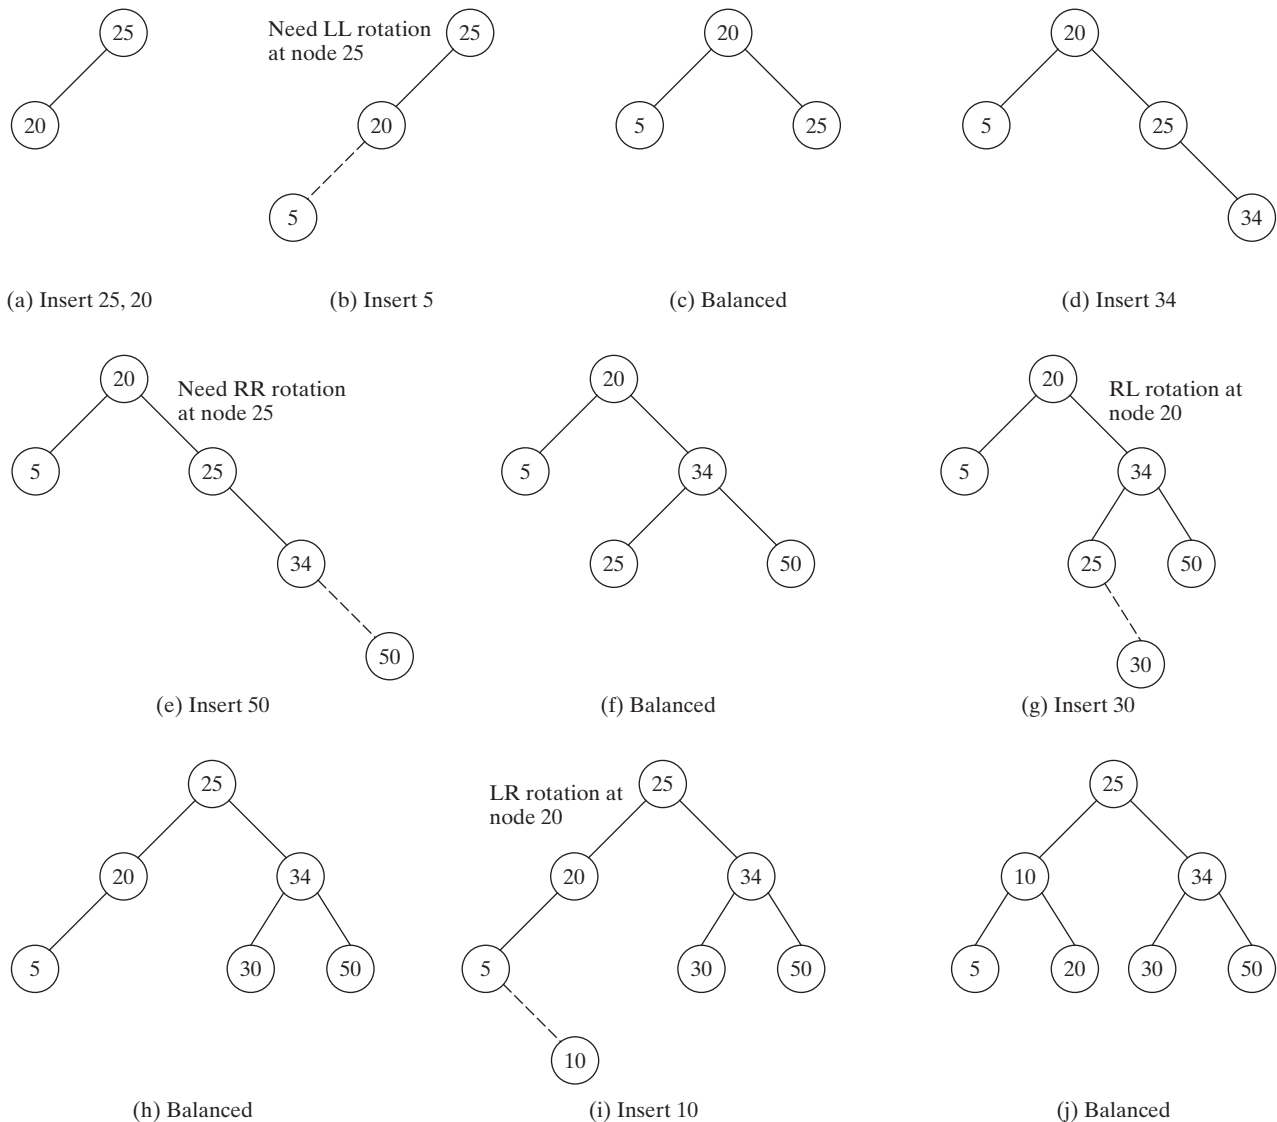 25
20
Need LL rotation
at node 25
25
20
5
20
5
25
20
5
25
34
(a) Insert 25, 20
(b) Insert 5
(c) Balanced
(d) Insert 34
20
Need RR rotation
at node 25
5
25
34
50
20
5
34
25
50
20
RL rotation at
node 20
5
34
25
50
30
(e) Insert 50
(f) Balanced
(g) Insert 30
25
20
34
5
30
50
LR rotation at
node 20
25
20
34
5
30
50
10
25
10
34
5
20
30
50
(h) Balanced
(i) Insert 10
(j) Balanced